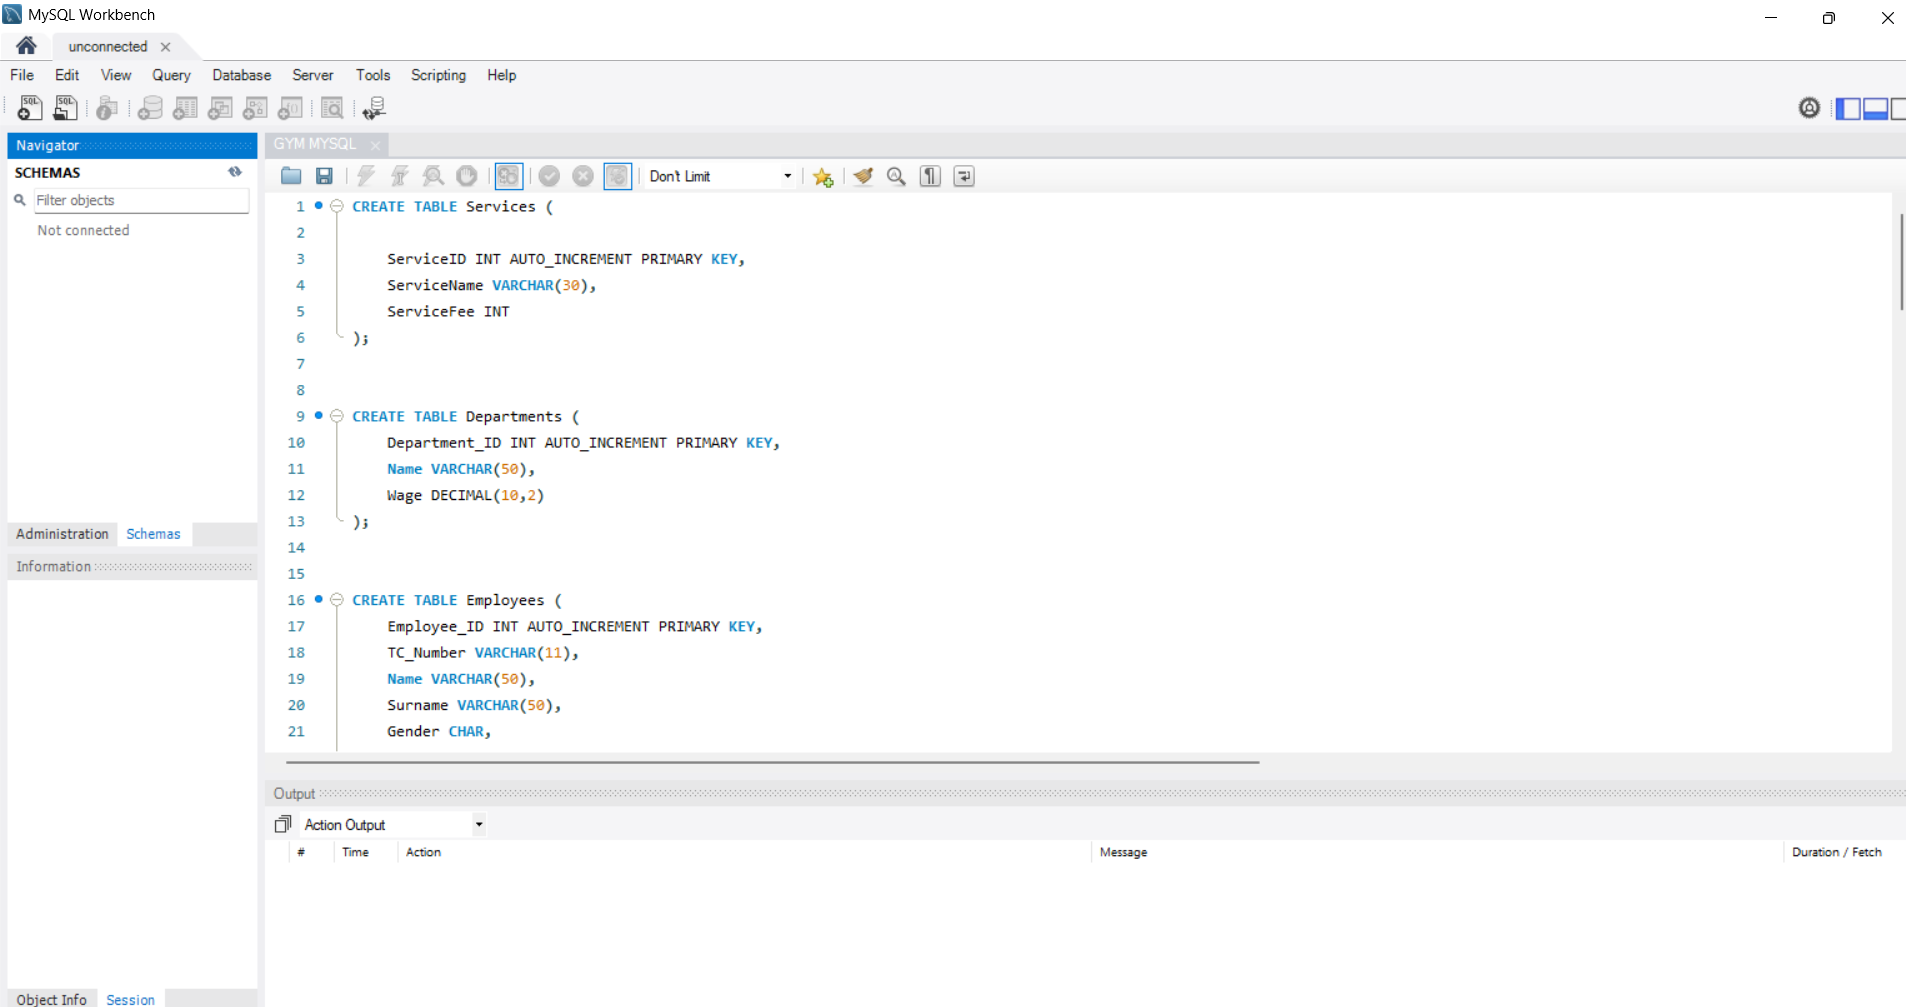 MySQL Workbench
unconnected
File Edit View Query Database Server Tools Scripting Help
SQL SQL
Navigator
SCHEMAS
Filter objects
Not connected
Administration Schemas
Information
Object Info Session
GYM MYSQL
Don't Limit
1 CREATE TABLE Services (
2
3 ServiceID INT AUTO_INCREMENT PRIMARY KEY,
4 ServiceName VARCHAR(30),
5 ServiceFee INT
6 );
7
8
9 CREATE TABLE Departments (
10 Department_ID INT AUTO_INCREMENT PRIMARY KEY,
11 Name VARCHAR(50),
12 Wage DECIMAL(10,2)
13 );
14
15
16 CREATE TABLE Employees (
17 Employee_ID INT AUTO_INCREMENT PRIMARY KEY,
18 TC_Number VARCHAR(11),
19 Name VARCHAR(50),
20 Surname VARCHAR(50),
21 Gender CHAR,
Output
Action Output
# Time Action Message Duration / Fetch